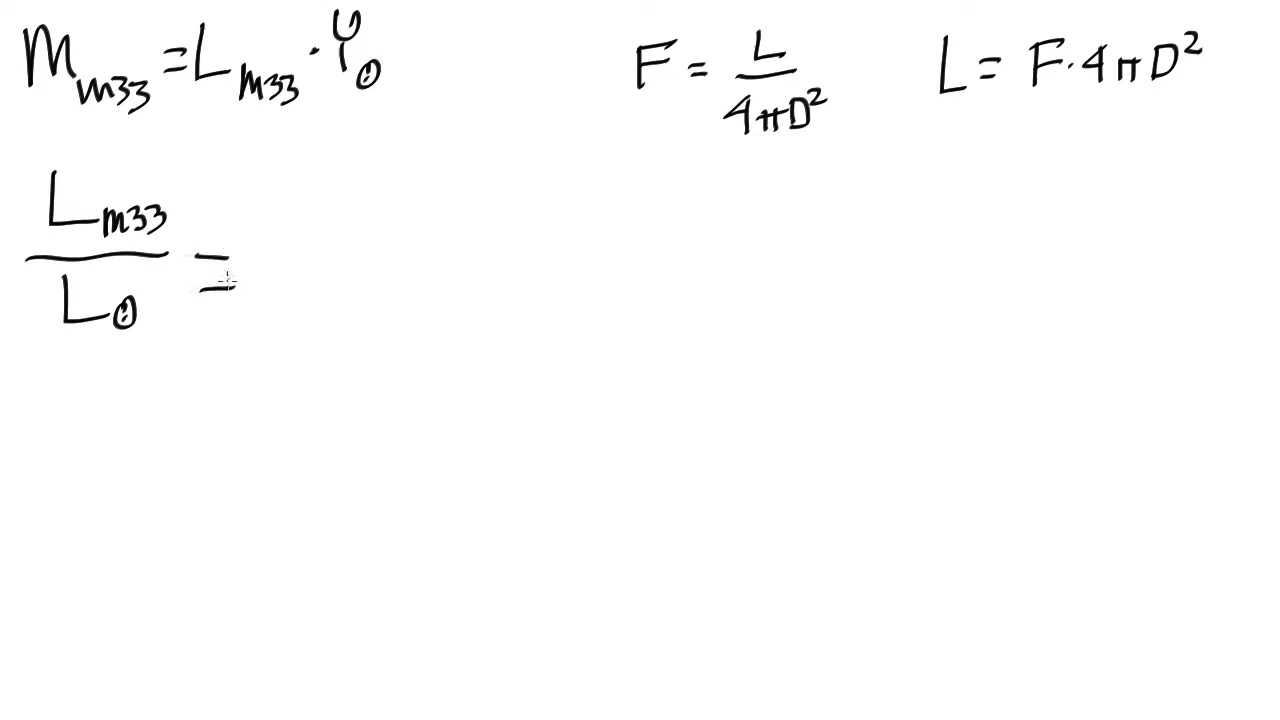 M_M33 = L_M33 · Υ_⊙
F = L / 4πD²
L = F · 4πD²
L_M33 / L_⊙ =